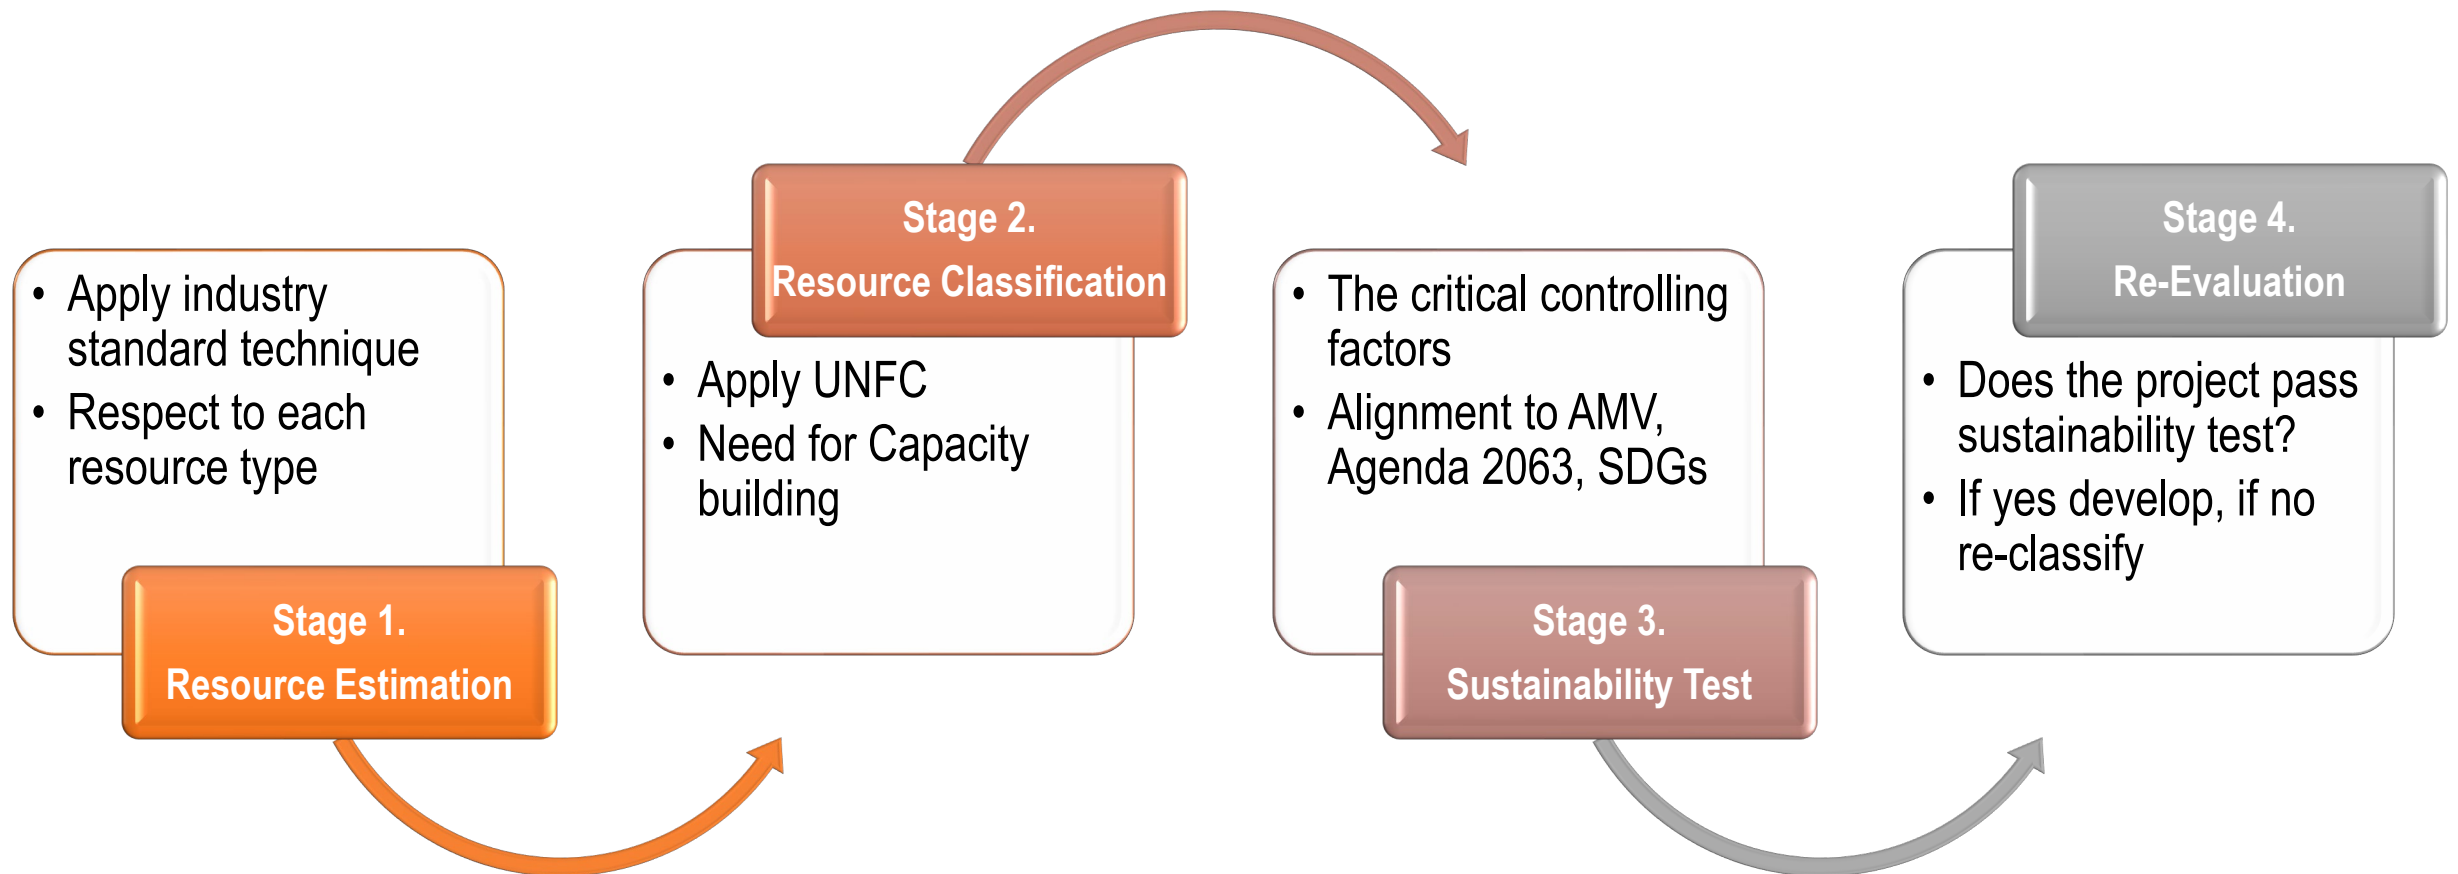 • Apply industry
standard technique
• Respect to each
resource type
Stage 1.
Resource Estimation
Stage 2.
Resource Classification
• Apply UNFC
• Need for Capacity
building
• The critical controlling
factors
• Alignment to AMV,
Agenda 2063, SDGs
Stage 3.
Sustainability Test
Stage 4.
Re-Evaluation
• Does the project pass
sustainability test?
• If yes develop, if no
re-classify